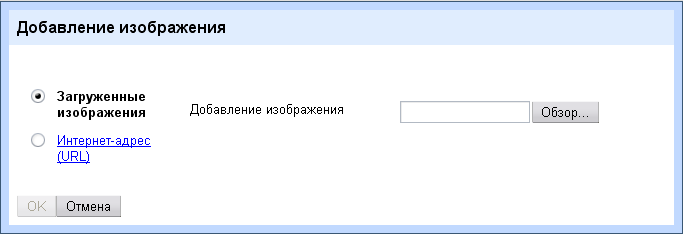 Добавление изображения
Загруженные
изображения
Добавление изображения
Обзор...
Интернет-адрес
(URL)
OK
Отмена